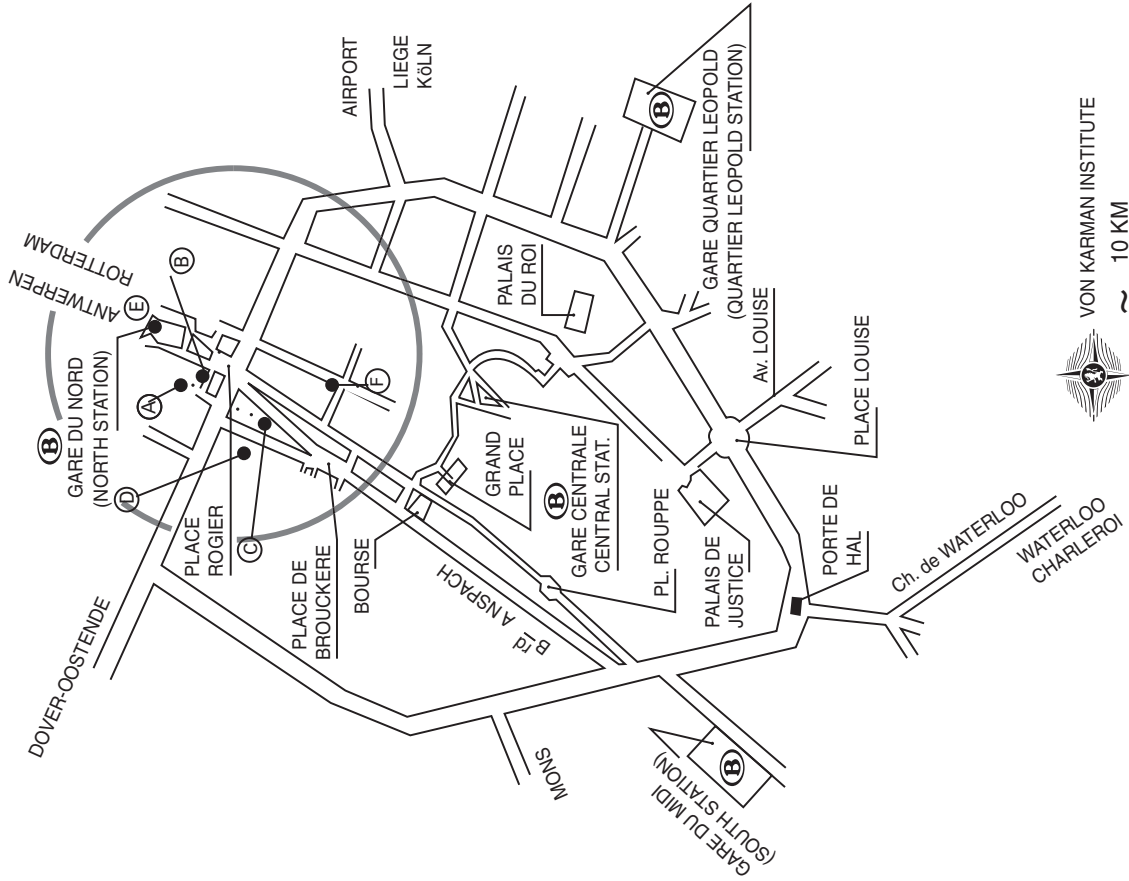 DOVER-OOSTENDE
ANTWERPEN
ROTTERDAM
AIRPORT
LIEGE
KöLN
B
GARE DU NORD
(NORTH STATION)
A
B
C
D
E
F
PLACE
ROGIER
PLACE DE
BROUCKERE
BOURSE
GRAND
PLACE
B
GARE CENTRALE
CENTRAL STAT.
PALAIS
DU ROI
B
GARE QUARTIER LEOPOLD
(QUARTIER LEOPOLD STATION)
Brd ANSPACH
PL. ROUPPE
PALAIS DE
JUSTICE
Av. LOUISE
PLACE LOUISE
PORTE DE
HAL
Ch. de WATERLOO
WATERLOO
CHARLEROI
MONS
B
GARE DU MIDI
(SOUTH STATION)
VON KARMAN INSTITUTE
~ 10 KM